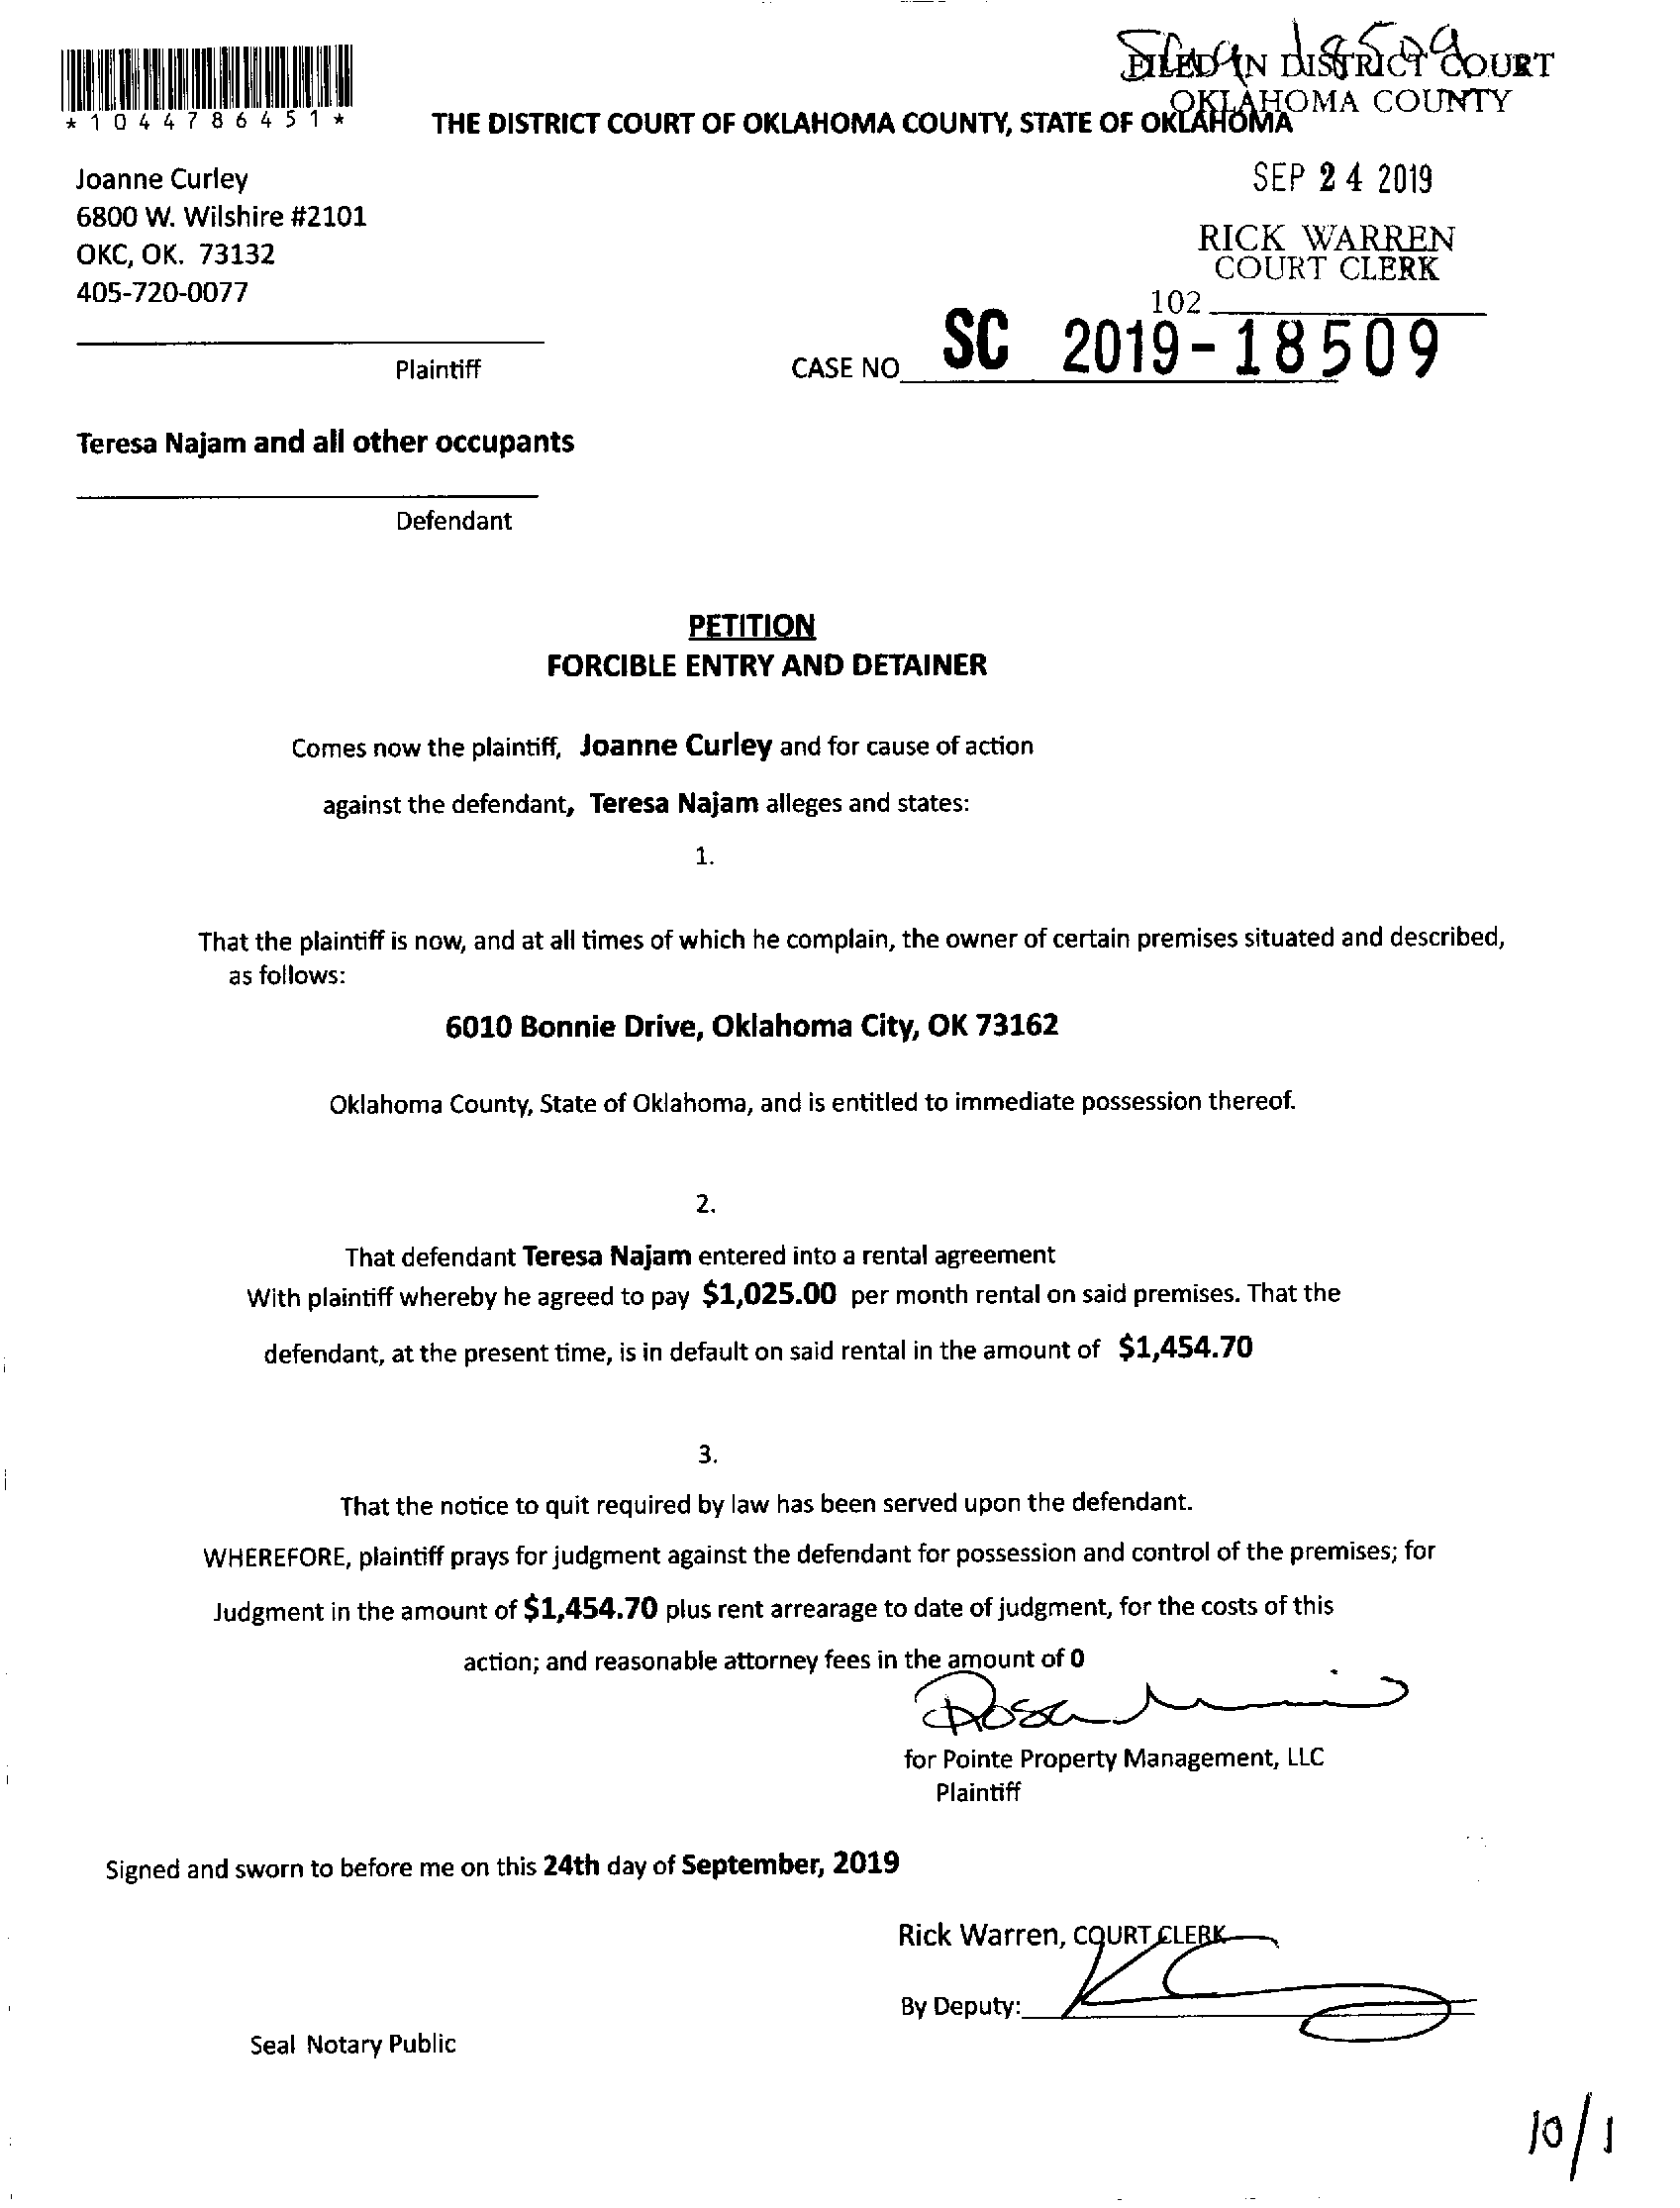 *1044786451*
FILED IN DISTRICT COURT
OKLAHOMA COUNTY
THE DISTRICT COURT OF OKLAHOMA COUNTY, STATE OF OKLAHOMA
SEP 24 2019
Joanne Curley
6800 W. Wilshire #2101
OKC, OK. 73132
405-720-0077
RICK WARREN
COURT CLERK
102
Plaintiff
CASE NO. SC 2019-18509
Teresa Najam and all other occupants
Defendant
PETITION
FORCIBLE ENTRY AND DETAINER
Comes now the plaintiff, Joanne Curley and for cause of action
against the defendant, Teresa Najam alleges and states:
1.
That the plaintiff is now, and at all times of which he complain, the owner of certain premises situated and described,
as follows:
6010 Bonnie Drive, Oklahoma City, OK 73162
Oklahoma County, State of Oklahoma, and is entitled to immediate possession thereof.
2.
That defendant Teresa Najam entered into a rental agreement
With plaintiff whereby he agreed to pay $1,025.00 per month rental on said premises. That the
defendant, at the present time, is in default on said rental in the amount of $1,454.70
3.
That the notice to quit required by law has been served upon the defendant.
WHEREFORE, plaintiff prays for judgment against the defendant for possession and control of the premises; for
Judgment in the amount of $1,454.70 plus rent arrearage to date of judgment, for the costs of this
action; and reasonable attorney fees in the amount of 0
Rosa
for Pointe Property Management, LLC
Plaintiff
Signed and sworn to before me on this 24th day of September, 2019
Rick Warren, COURT CLERK
By Deputy:
Seal Notary Public
10/1